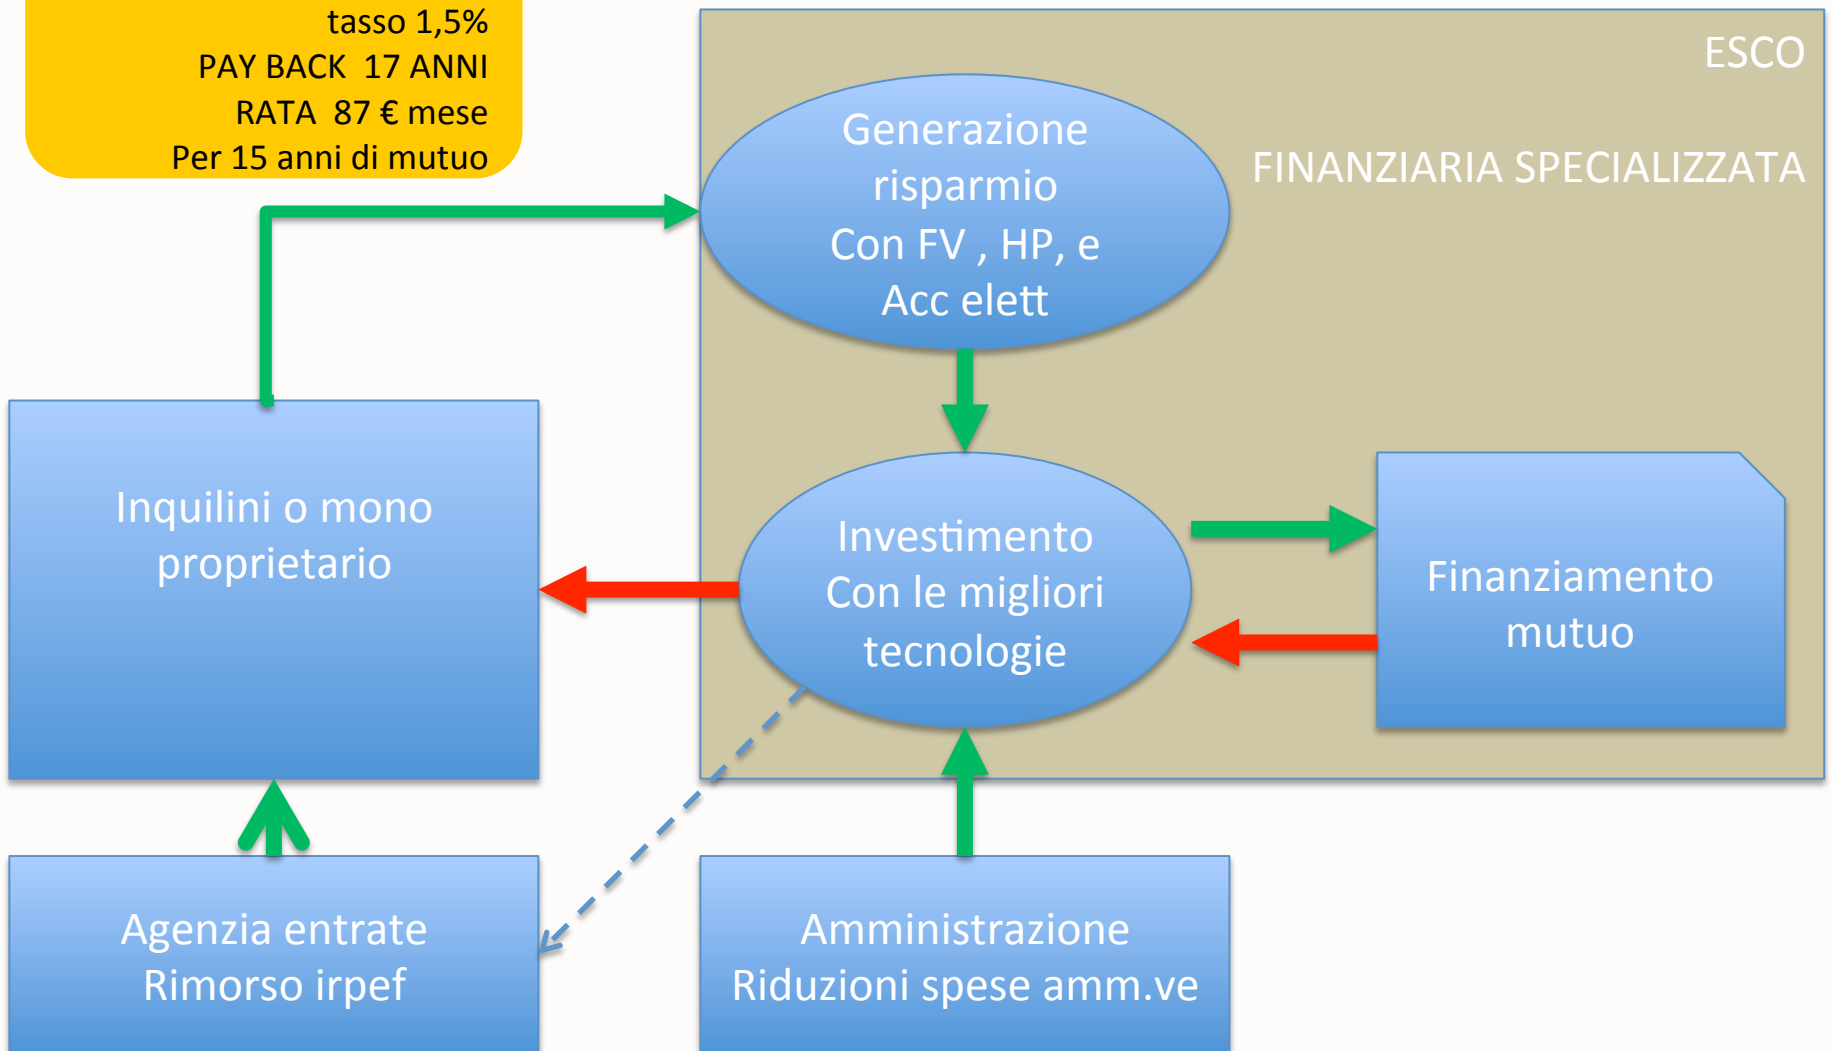 tasso 1,5%
PAY BACK 17 ANNI
RATA 87 € mese
Per 15 anni di mutuo
ESCO
FINANZIARIA SPECIALIZZATA
Generazione
risparmio
Con FV , HP, e
Acc elett
Inquilini o mono
proprietario
Investimento
Con le migliori
tecnologie
Finanziamento
mutuo
Agenzia entrate
Rimorso irpef
Amministrazione
Riduzioni spese amm.ve